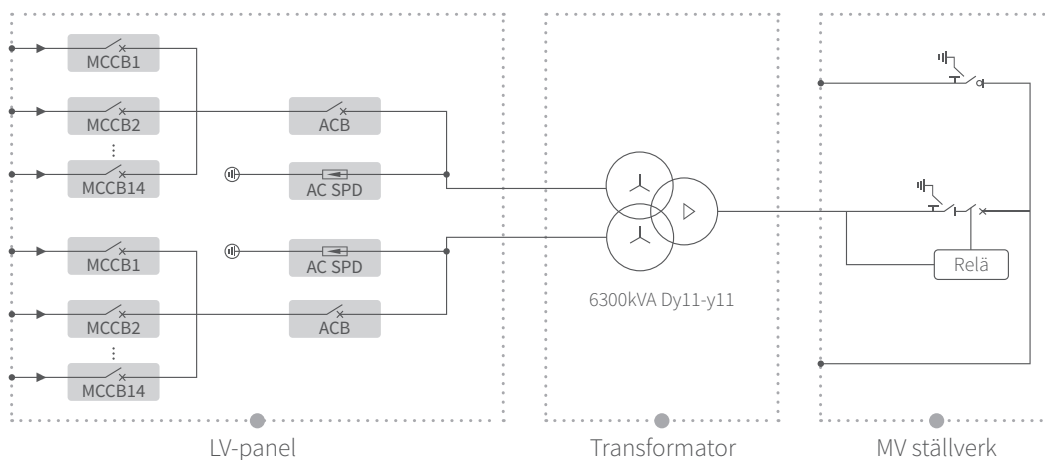 MCCB1
MCCB2
ACB
MCCB14
AC SPD
MCCB1
AC SPD
MCCB2
ACB
MCCB14
6300kVA Dy11-y11
Relä
LV-panel
Transformator
MV ställverk